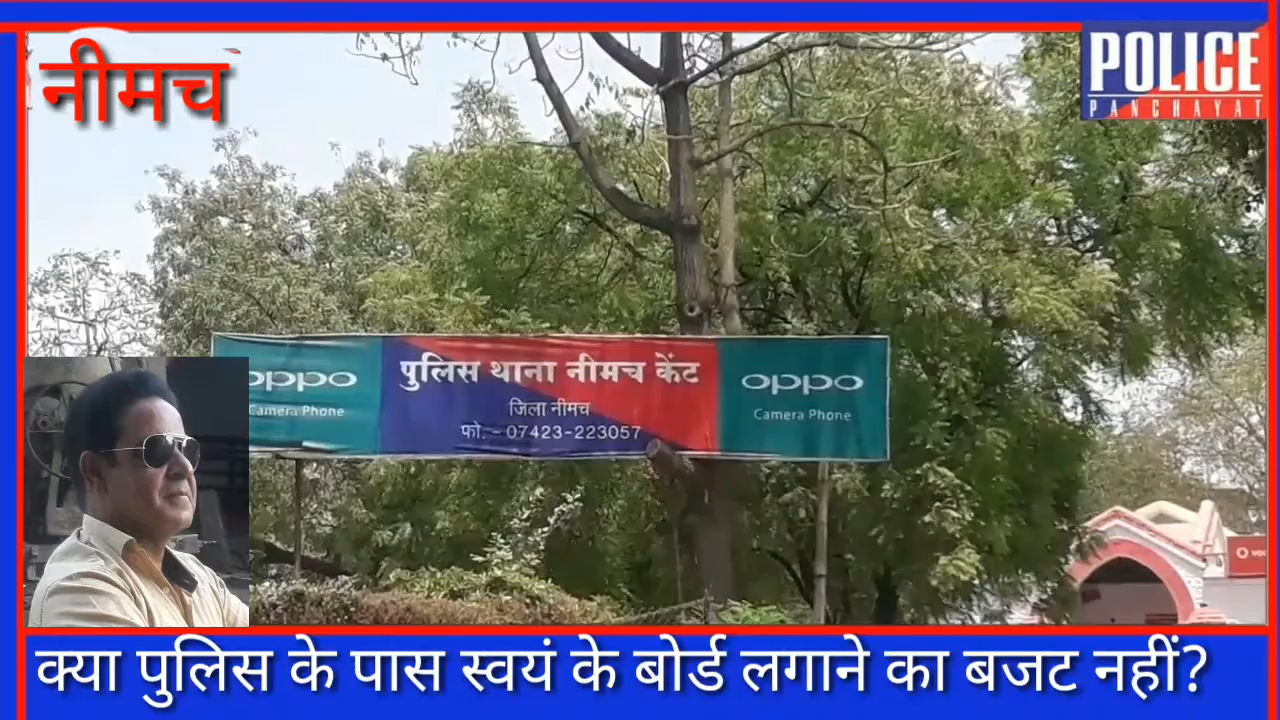 नीमच
POLICE
PANCHAYAT
oppo
Camera Phone
पुलिस थाना नीमच केंट
जिला नीमच
फो. - 07423-223057
oppo
Camera Phone
क्या पुलिस के पास स्वयं के बोर्ड लगाने का बजट नहीं?